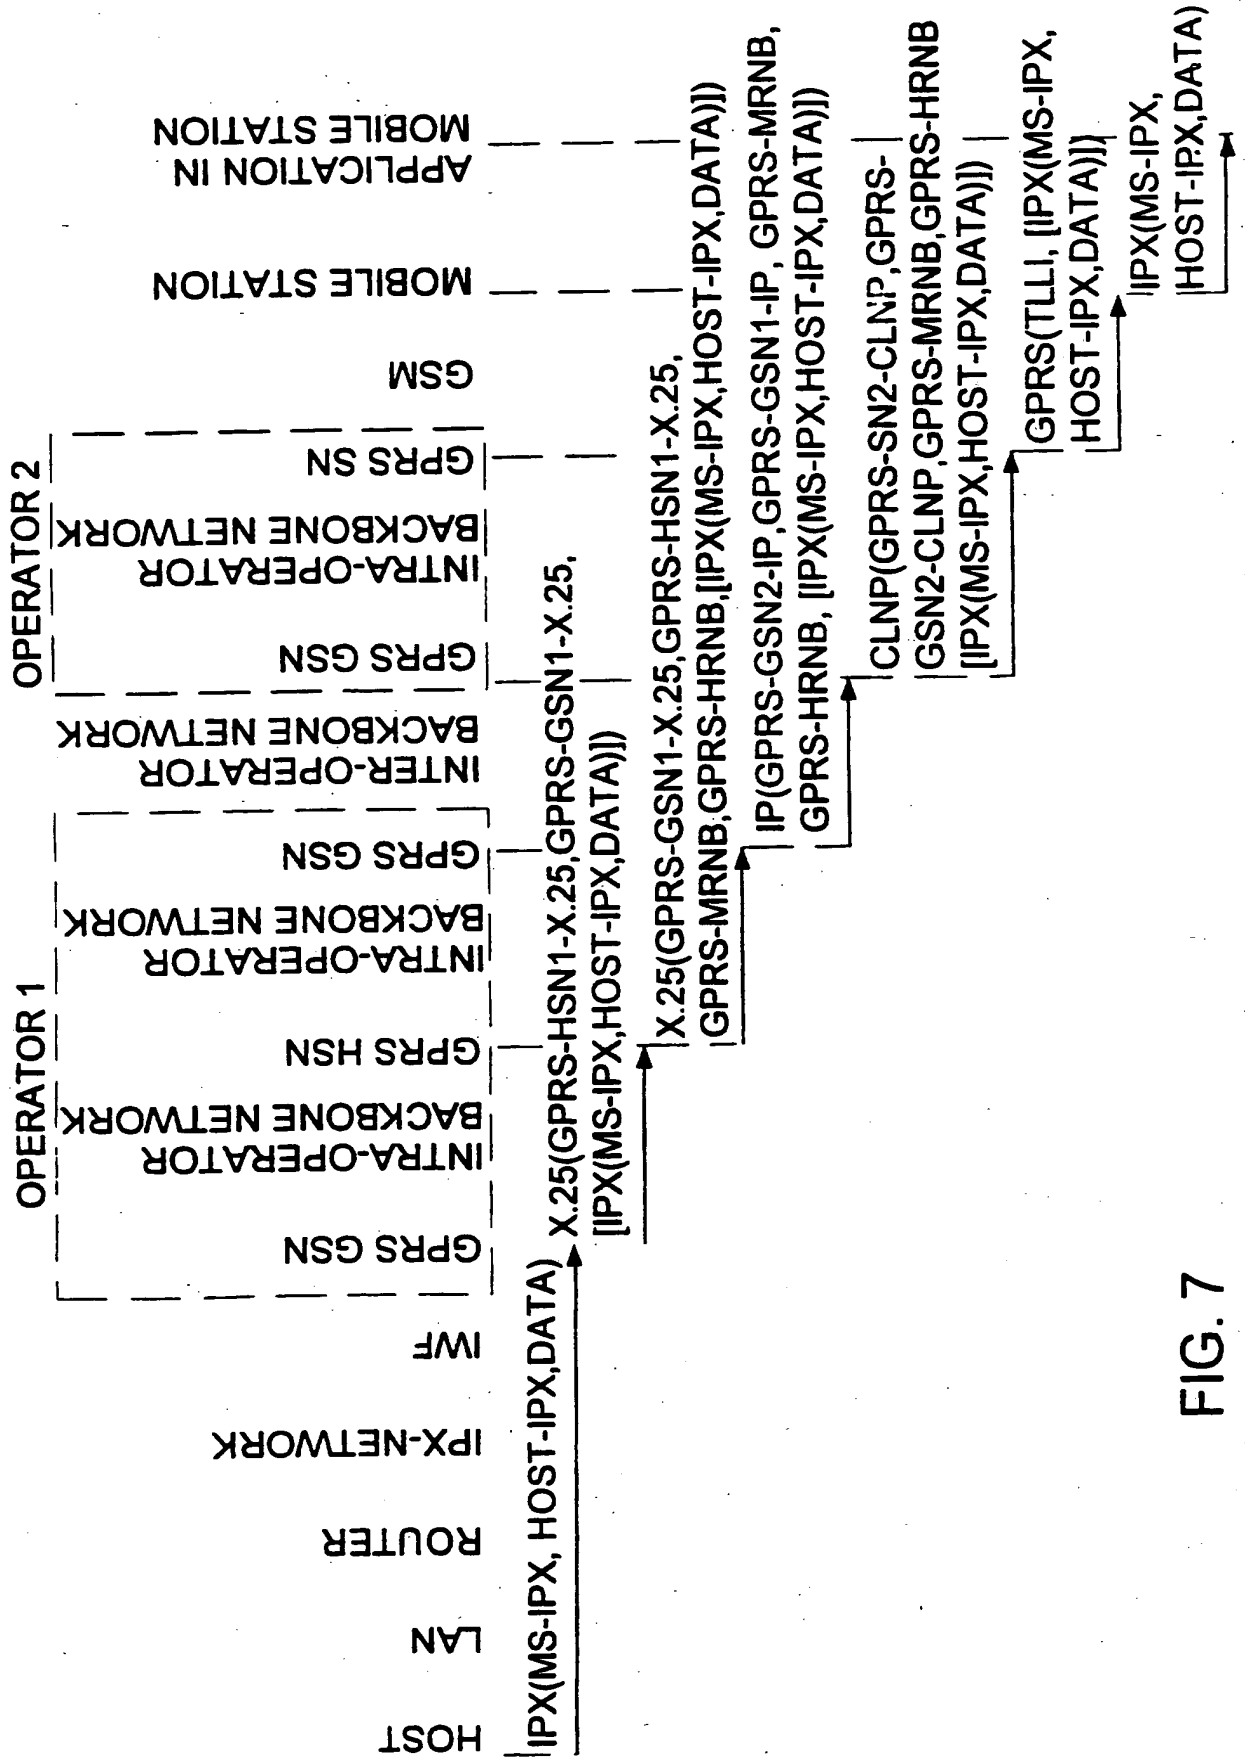 OPERATOR 1
OPERATOR 2
HOST
LAN
ROUTER
IPX-NETWORK
IWF
GPRS GSN
INTRA-OPERATOR
BACKBONE NETWORK
GPRS HSN
INTRA-OPERATOR
BACKBONE NETWORK
GPRS GSN
INTER-OPERATOR
BACKBONE NETWORK
GPRS GSN
INTRA-OPERATOR
BACKBONE NETWORK
GPRS SN
GSM
MOBILE STATION
APPLICATION IN
MOBILE STATION
IPX(MS-IPX, HOST-IPX,DATA)
X.25(GPRS-HSN1-X.25,GPRS-GSN1-X.25,
[IPX(MS-IPX,HOST-IPX,DATA)])
X.25(GPRS-GSN1-X.25,GPRS-HSN1-X.25,
GPRS-MRNB,GPRS-HRNB,[IPX(MS-IPX,HOST-IPX,DATA)])
IP(GPRS-GSN2-IP,GPRS-GSN1-IP, GPRS-MRNB,
GPRS-HRNB, [IPX(MS-IPX,HOST-IPX,DATA)])
CLNP(GPRS-SN2-CLNP,GPRS-
GSN2-CLNP,GPRS-MRNB,GPRS-HRNB
[IPX(MS-IPX,HOST-IPX,DATA)])
GPRS(TLLI, [IPX(MS-IPX,
HOST-IPX,DATA)])
IPX(MS-IPX,
HOST-IPX,DATA)
FIG. 7